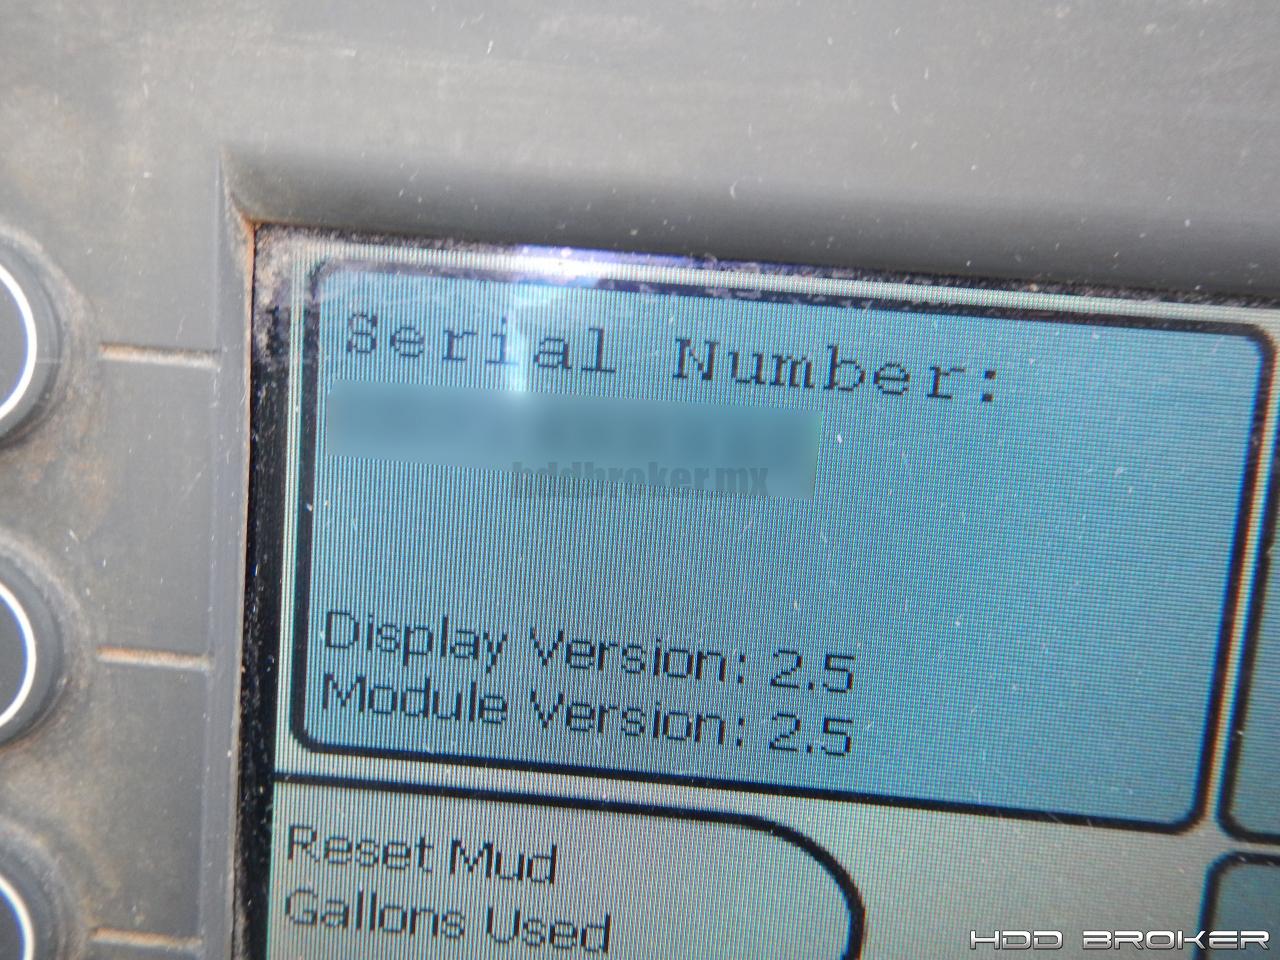 Serial Number:
hddbroker.mx
Display Version: 2.5
Module Version: 2.5
Reset Mud
Gallons Used
HDD BROKER